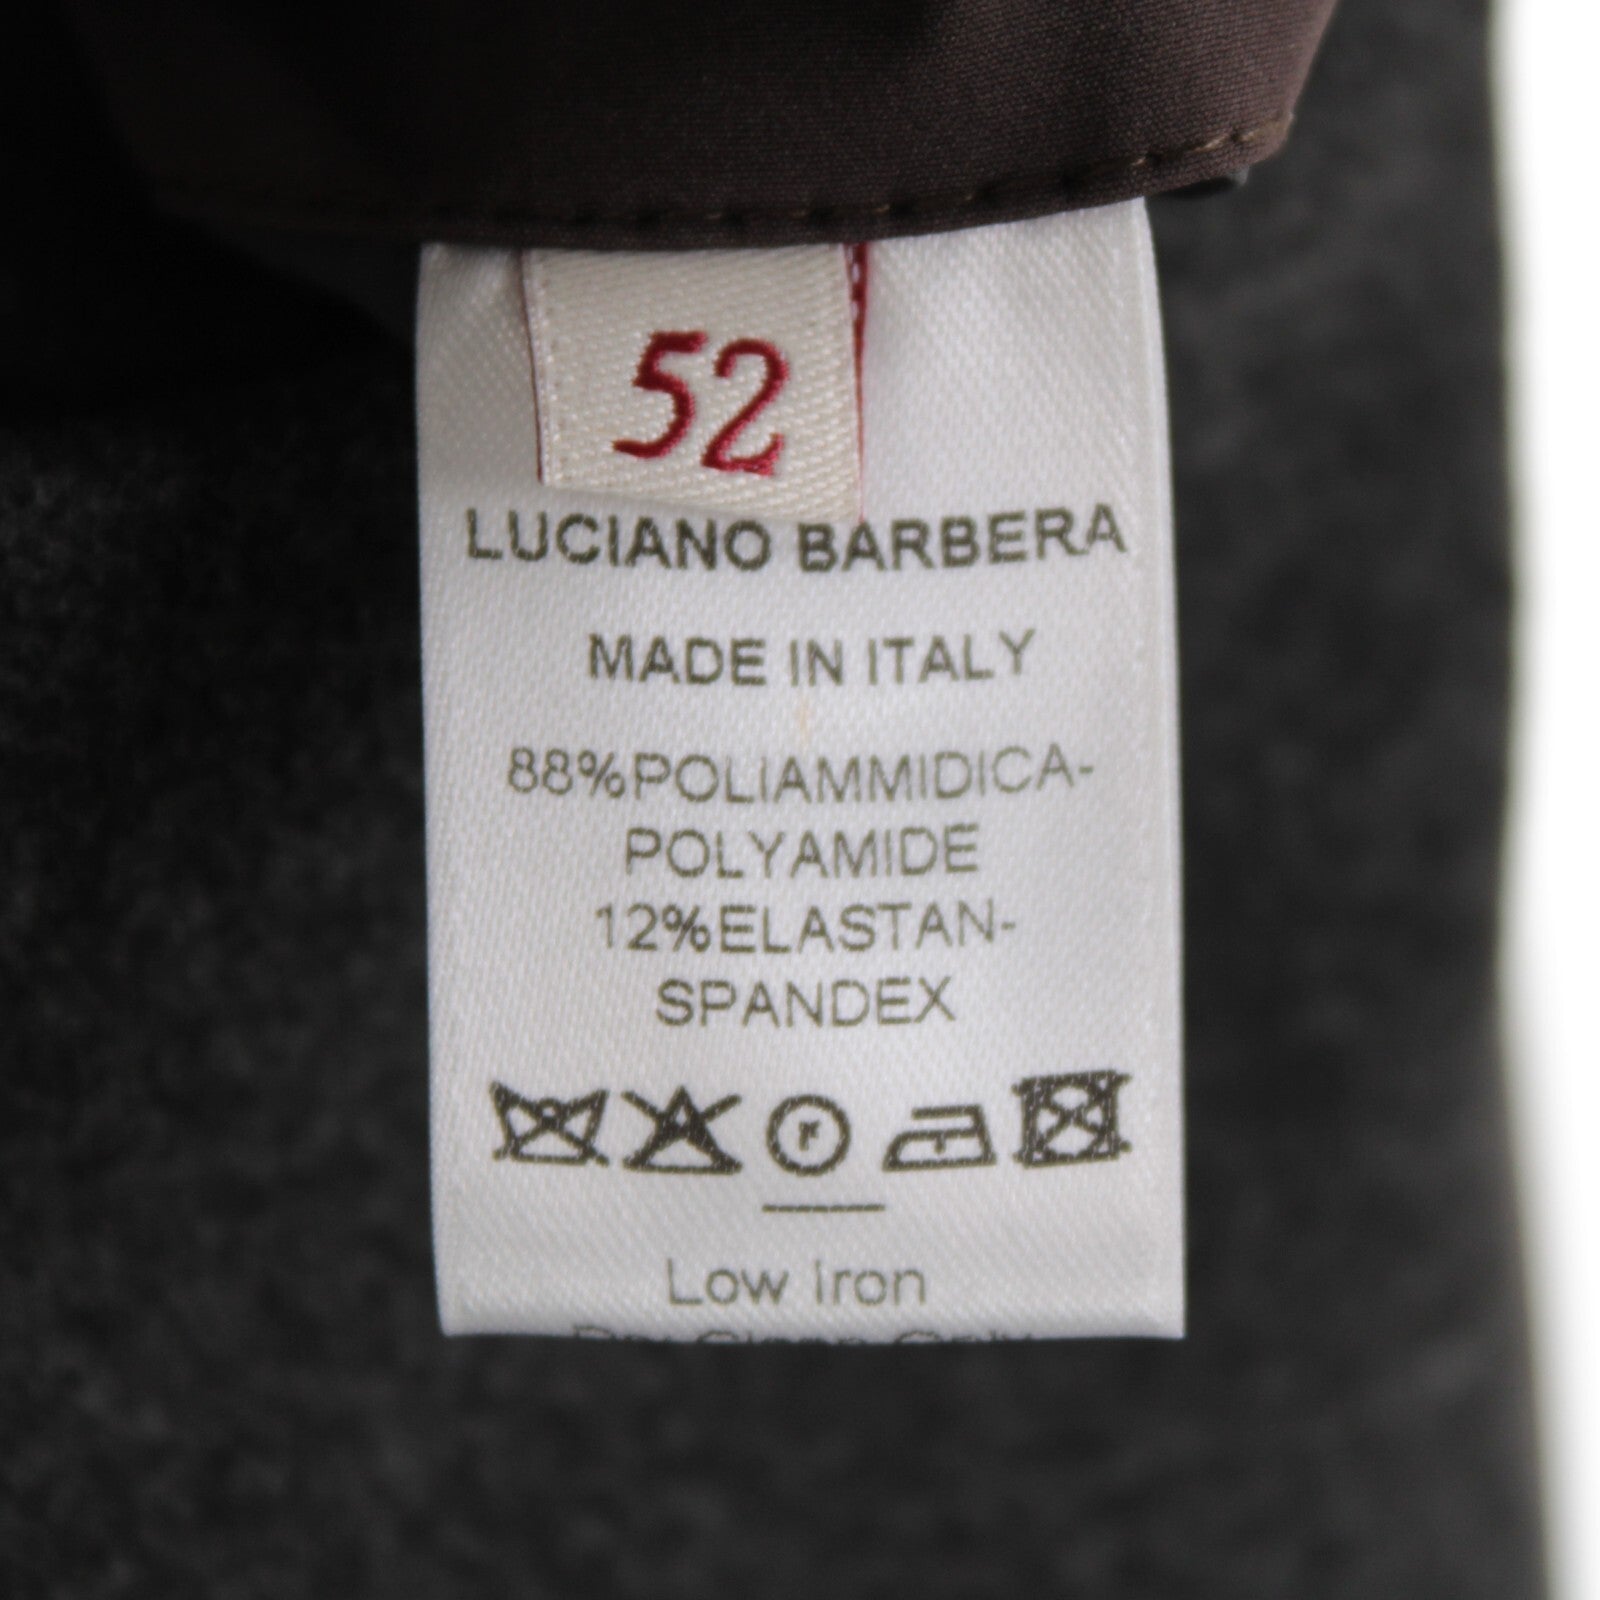 52
LUCIANO BARBERA
MADE IN ITALY
88%POLIAMMIDICA-
POLYAMIDE
12%ELASTAN-
SPANDEX
Low Iron